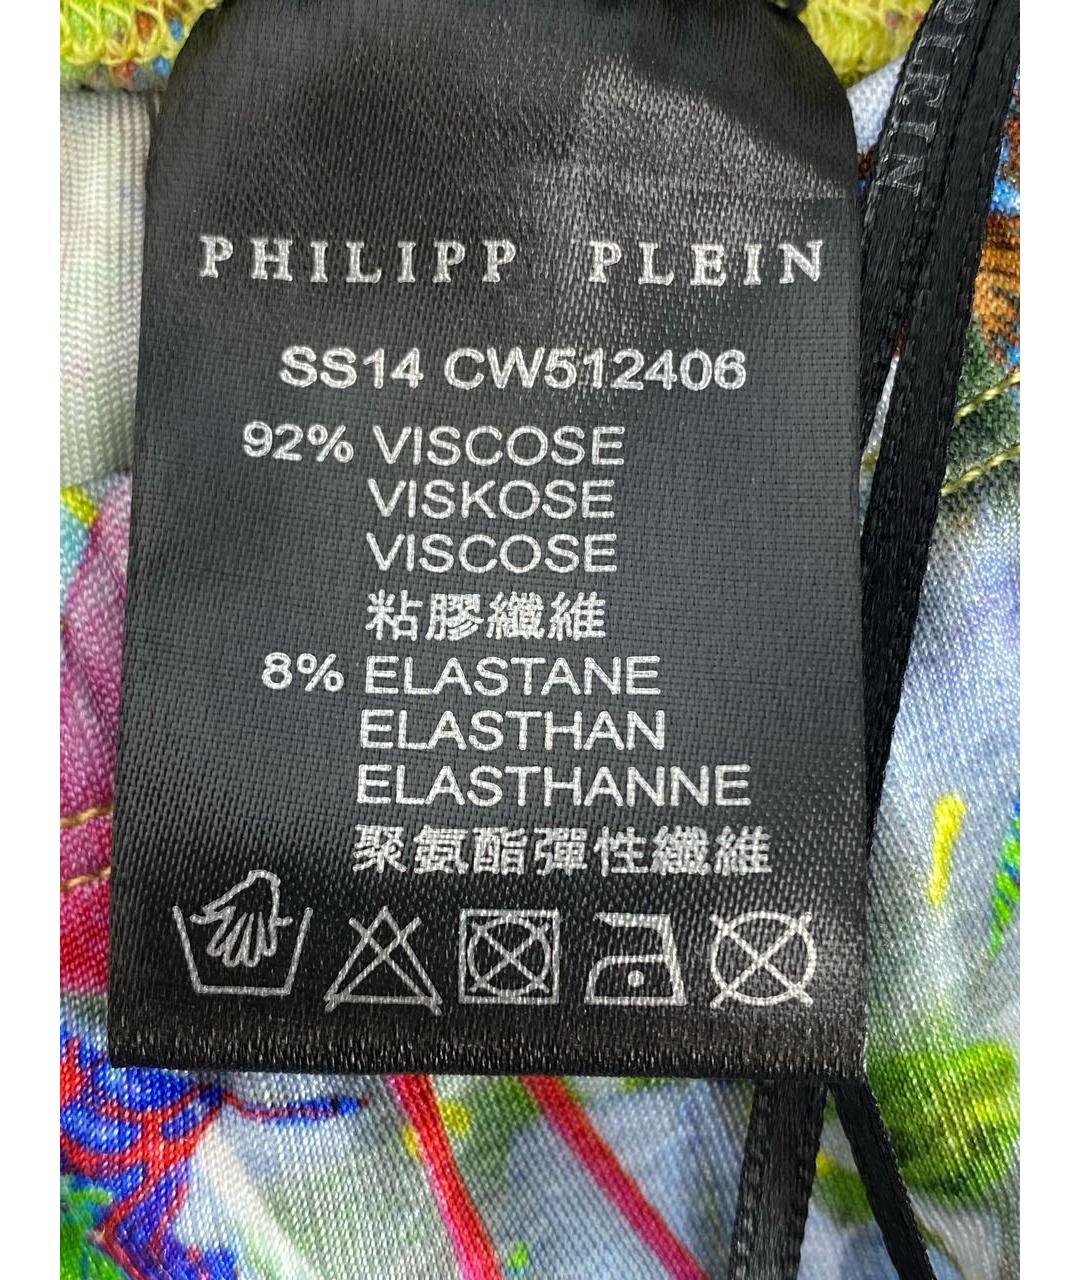 PHILIPP PLEIN
SS14 CW512406
92% VISCOSE
VISKOSE
VISCOSE
粘膠纖維
8% ELASTANE
ELASTHAN
ELASTHANNE
聚氨酯彈性纖維